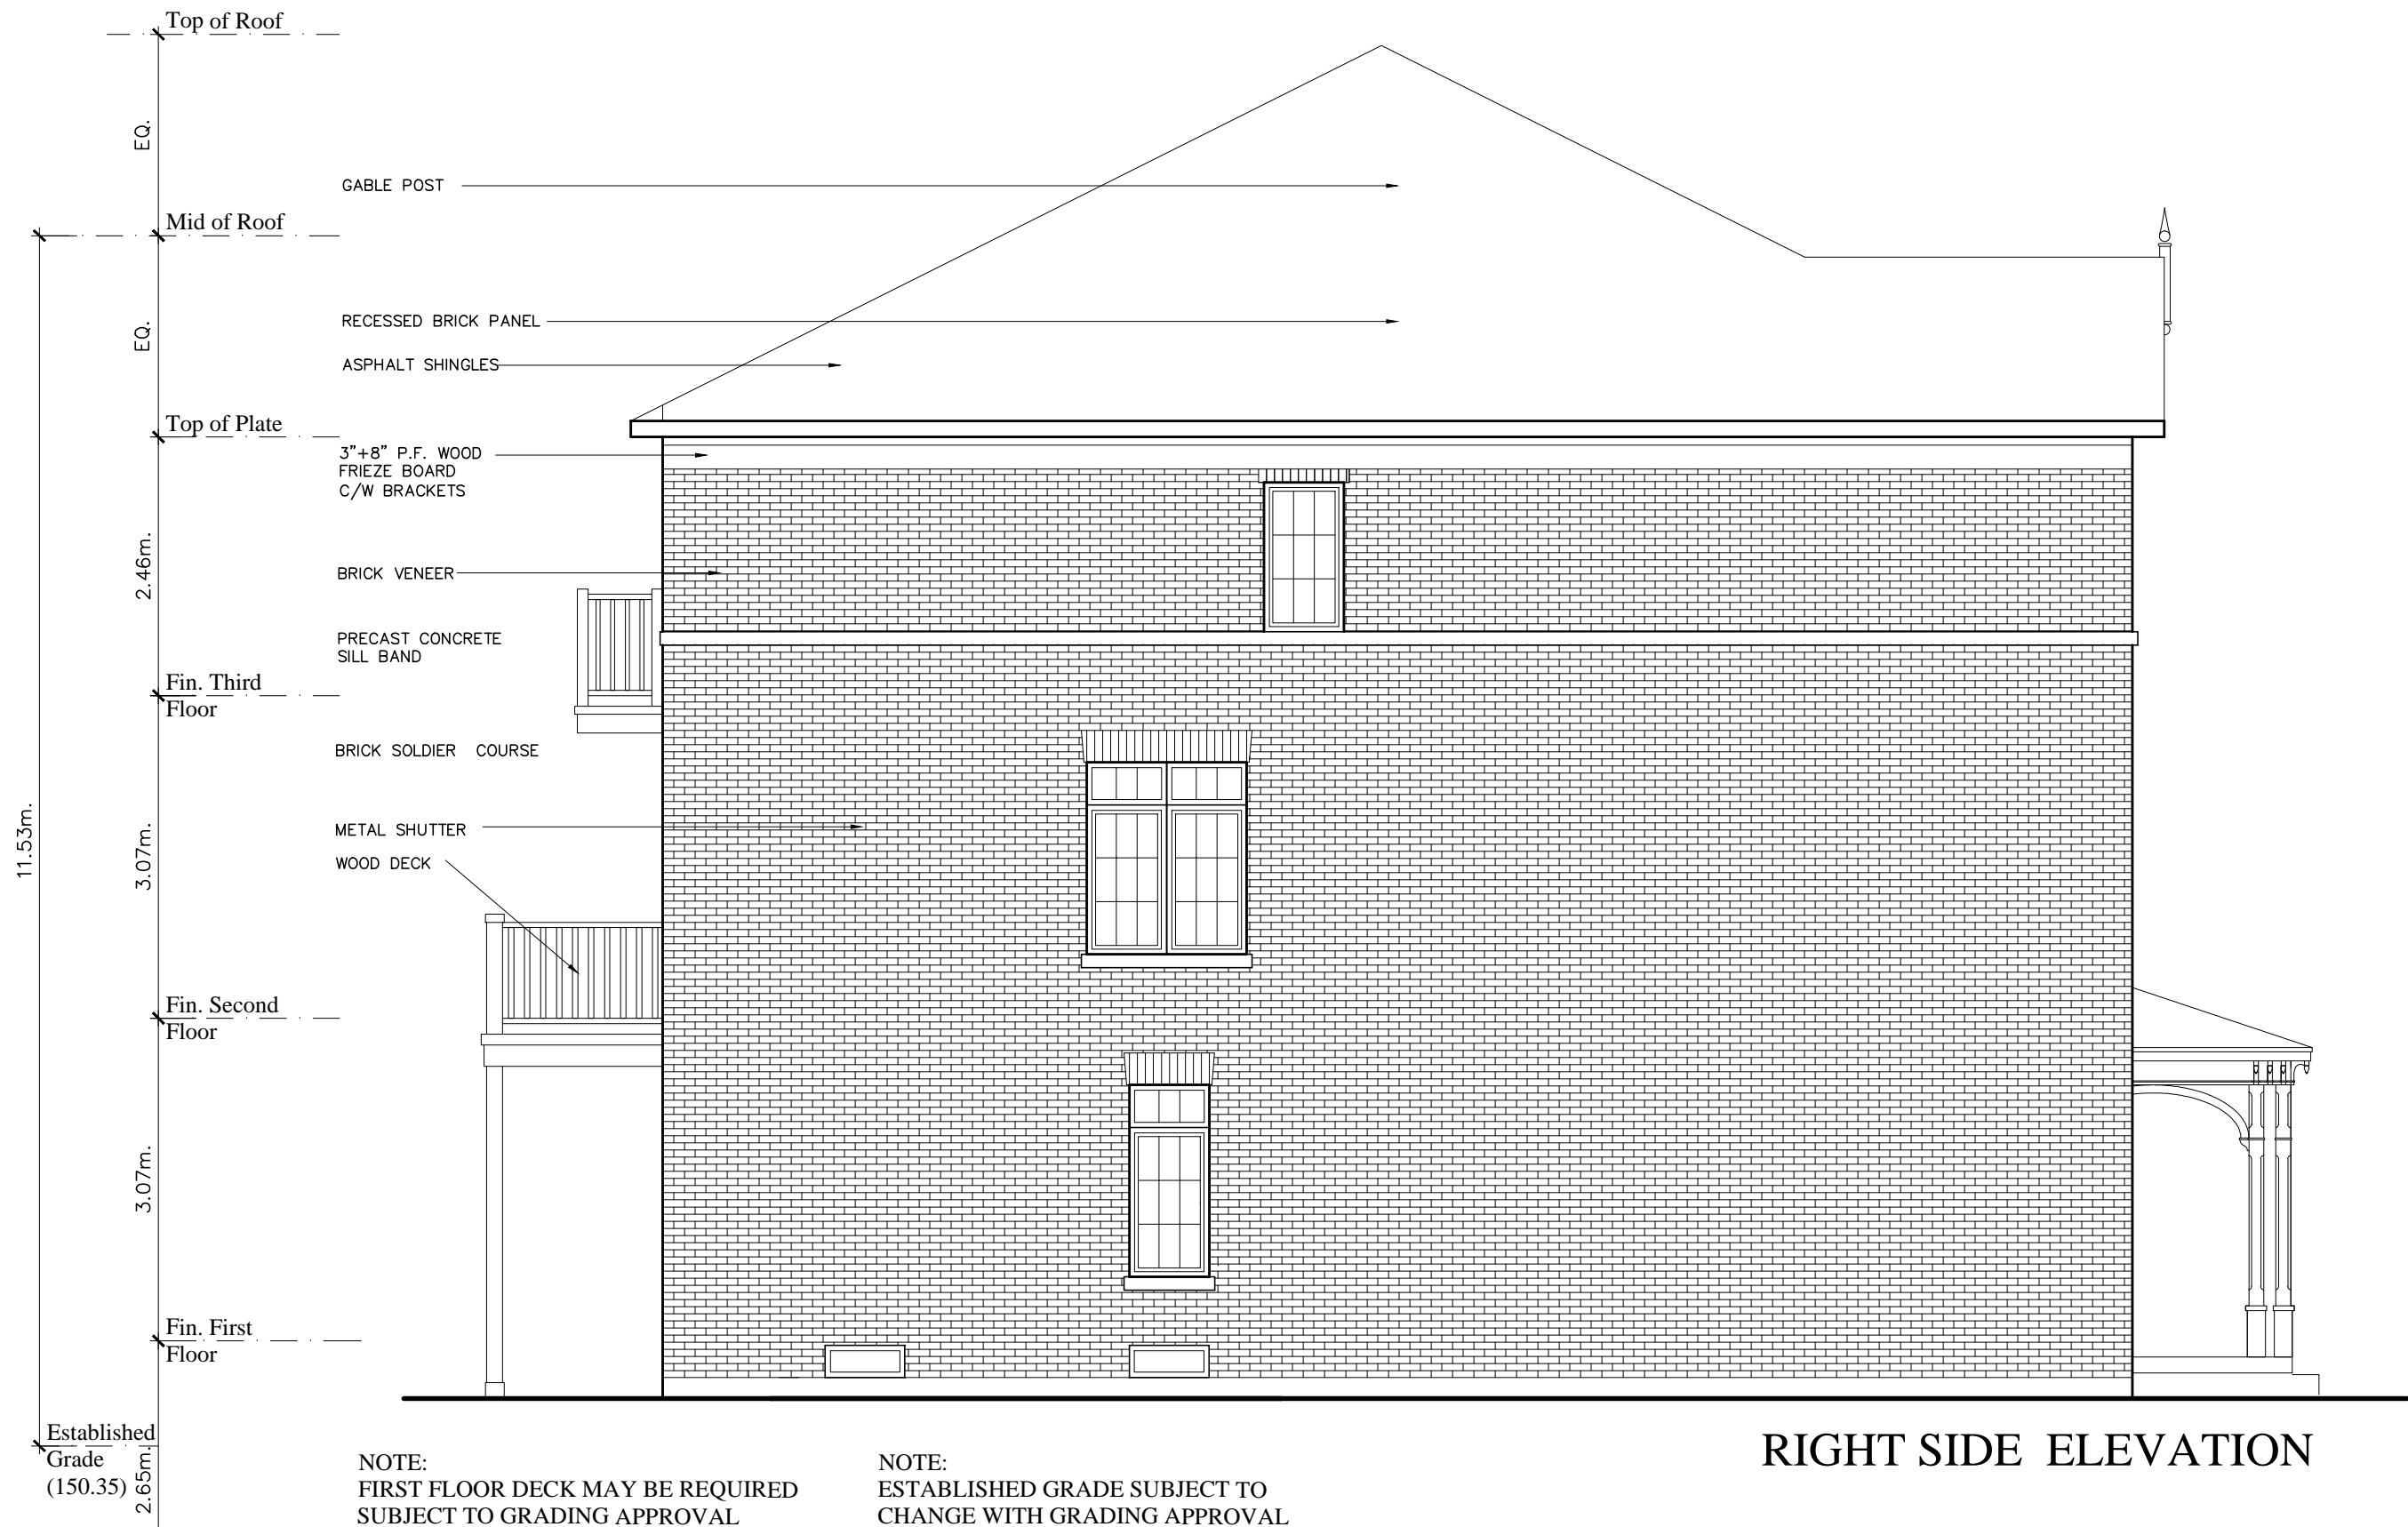 Top of Roof
EQ.
GABLE POST
Mid of Roof
EQ.
RECESSED BRICK PANEL
ASPHALT SHINGLES
Top of Plate
3"+8" P.F. WOOD
FRIEZE BOARD
C/W BRACKETS
2.46m.
BRICK VENEER
PRECAST CONCRETE
SILL BAND
Fin. Third
Floor
BRICK SOLDIER COURSE
11.53m.
3.07m.
METAL SHUTTER
WOOD DECK
Fin. Second
Floor
3.07m.
Fin. First
Floor
Established
Grade
(150.35)
2.65m.
NOTE:
FIRST FLOOR DECK MAY BE REQUIRED
SUBJECT TO GRADING APPROVAL
NOTE:
ESTABLISHED GRADE SUBJECT TO
CHANGE WITH GRADING APPROVAL
RIGHT SIDE ELEVATION